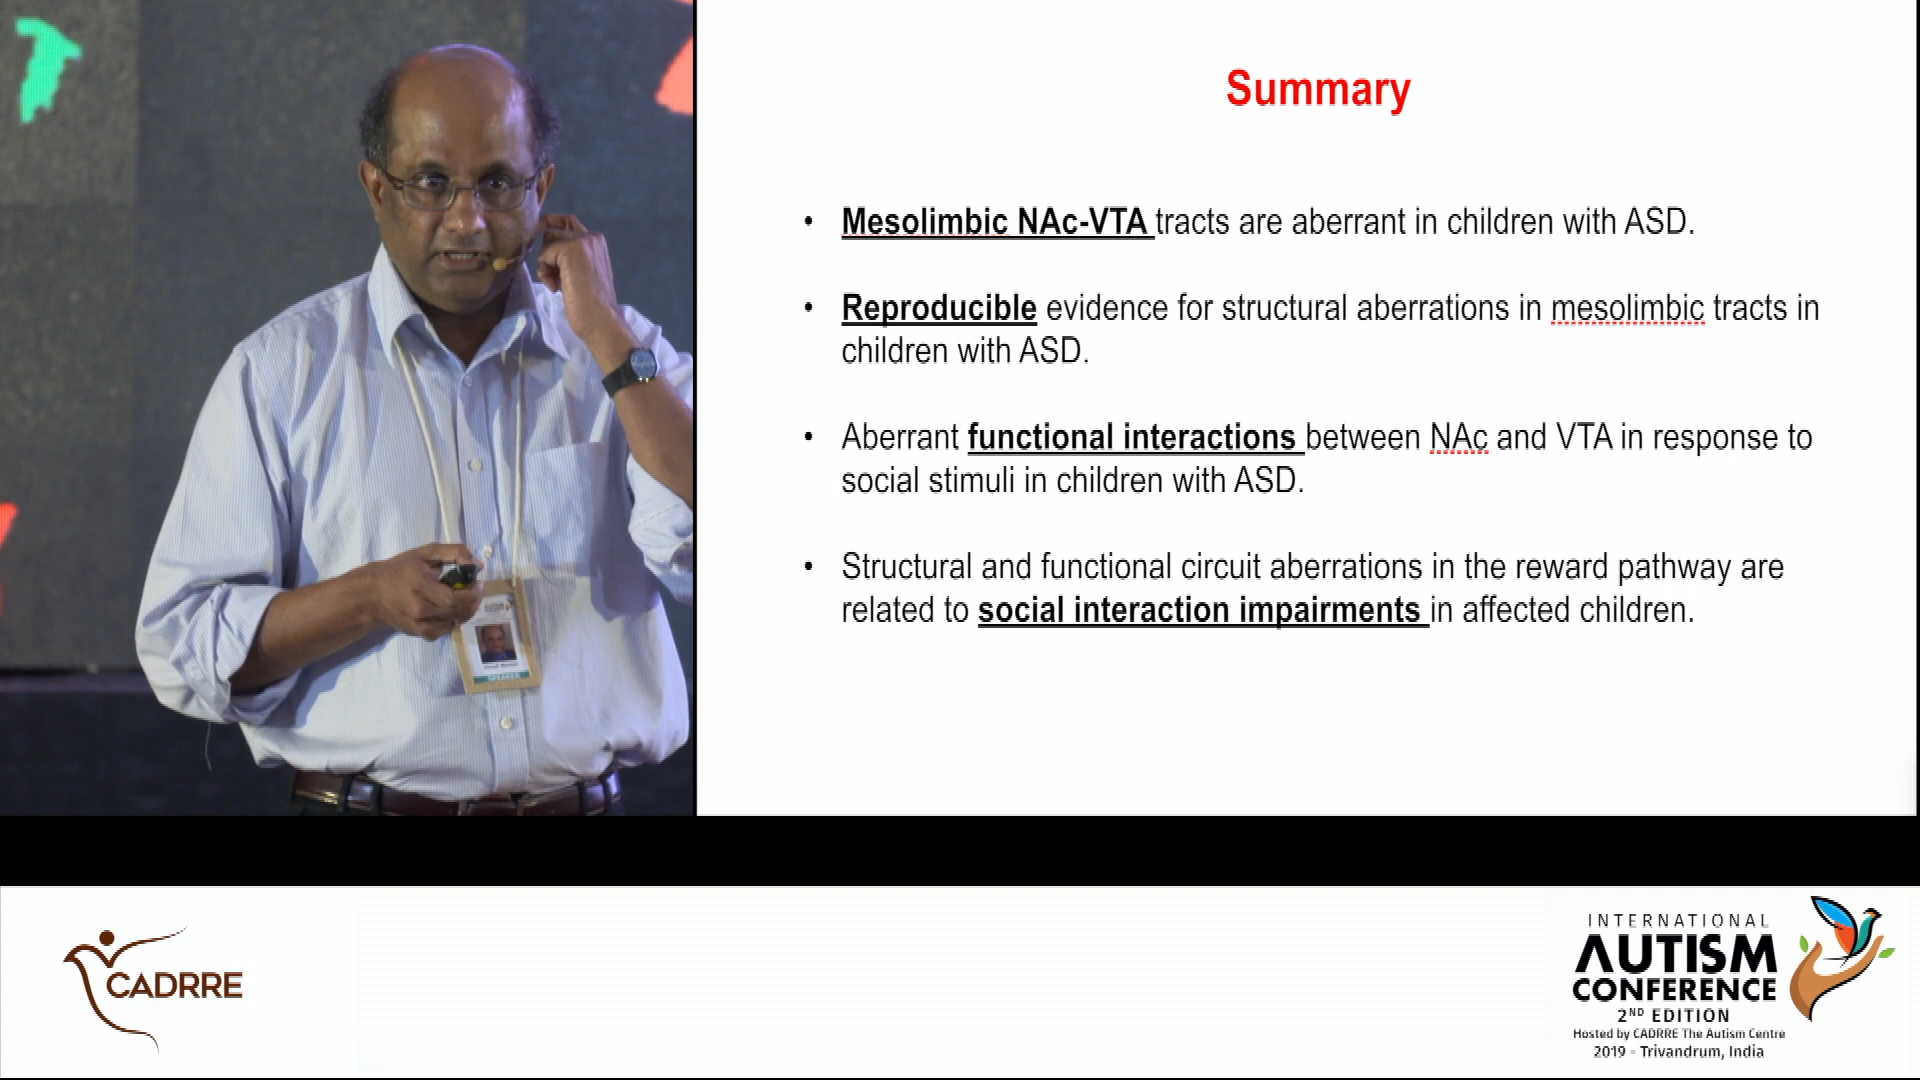 Summary
• Mesolimbic NAc-VTA tracts are aberrant in children with ASD.
• Reproducible evidence for structural aberrations in mesolimbic tracts in
children with ASD.
• Aberrant functional interactions between NAc and VTA in response to
social stimuli in children with ASD.
• Structural and functional circuit aberrations in the reward pathway are
related to social interaction impairments in affected children.
SPEAKER
CADRRE
INTERNATIONAL
AUTISM
CONFERENCE
2ND EDITION
Hosted by CADRRE The Autism Centre
2019 - Trivandrum, India